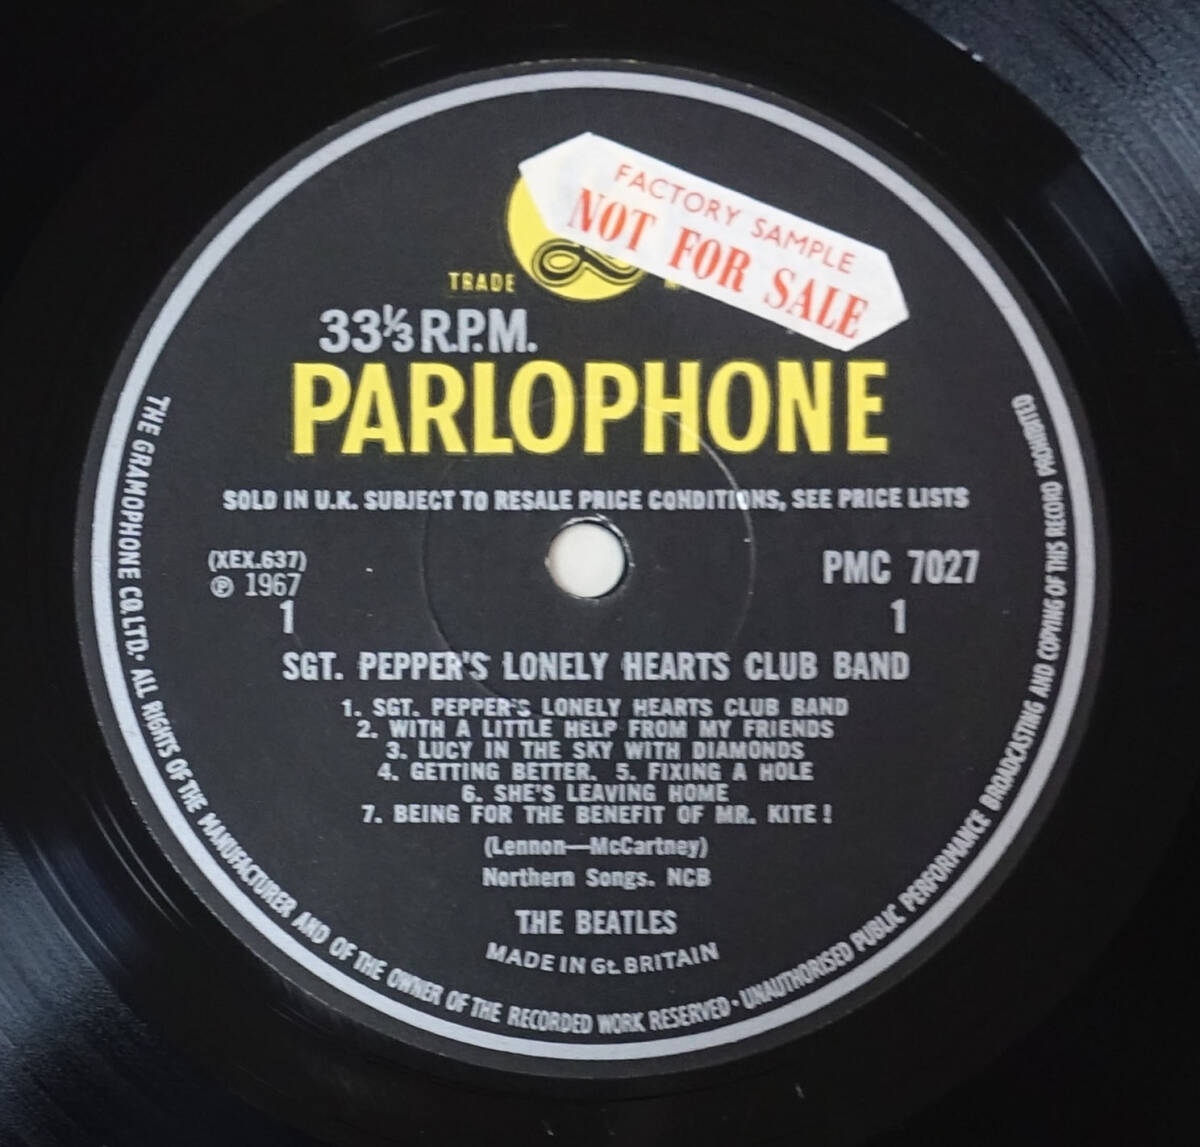 FACTORY SAMPLE
NOT FOR SALE
TRADE
33⅓ R.P.M.
PARLOPHONE
SOLD IN U.K. SUBJECT TO RESALE PRICE CONDITIONS, SEE PRICE LISTS
(XEX.637)
℗ 1967
1
PMC 7027
1
SGT. PEPPER'S LONELY HEARTS CLUB BAND
1. SGT. PEPPER'S LONELY HEARTS CLUB BAND
2. WITH A LITTLE HELP FROM MY FRIENDS
3. LUCY IN THE SKY WITH DIAMONDS
4. GETTING BETTER. 5. FIXING A HOLE
6. SHE'S LEAVING HOME
7. BEING FOR THE BENEFIT OF MR. KITE!
(Lennon—McCartney)
Northern Songs. NCB
THE BEATLES
MADE IN Gt. BRITAIN
THE GRAMOPHONE CO. LTD. • ALL RIGHTS OF THE MANUFACTURER AND OF THE OWNER OF THE RECORDED WORK RESERVED • UNAUTHORISED PUBLIC PERFORMANCE BROADCASTING AND COPYING OF THIS RECORD PROHIBITED